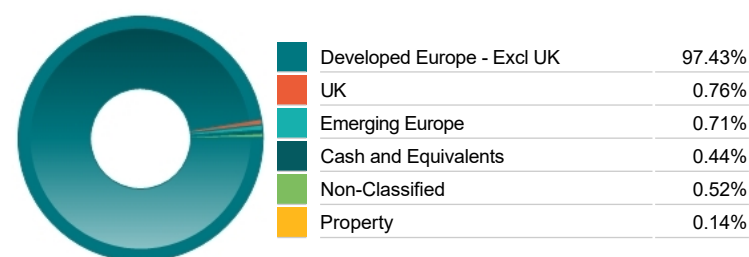 Developed Europe - Excl UK 97.43%
UK 0.76%
Emerging Europe 0.71%
Cash and Equivalents 0.44%
Non-Classified 0.52%
Property 0.14%